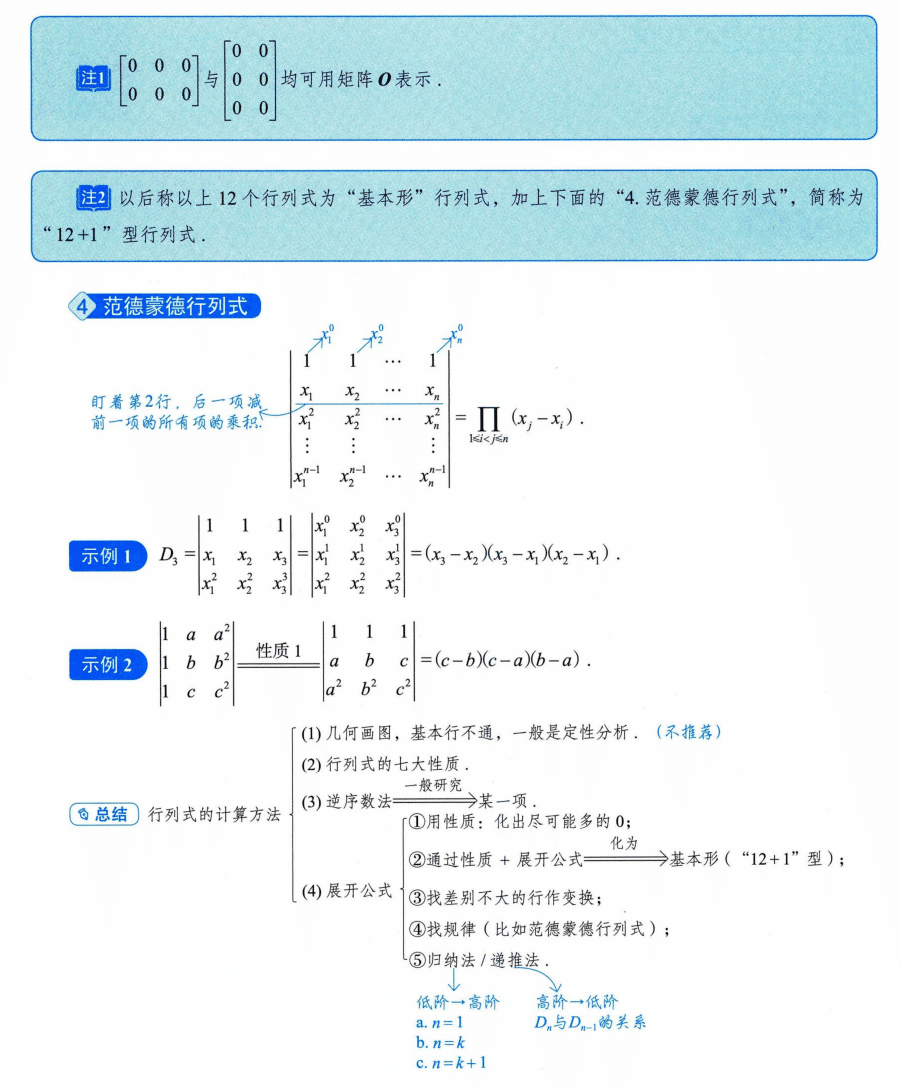 注1 $\begin{bmatrix} 0 & 0 & 0 \\ 0 & 0 & 0 \end{bmatrix}$ 与 $\begin{bmatrix} 0 & 0 \\ 0 & 0 \\ 0 & 0 \end{bmatrix}$ 均可用矩阵 $\boldsymbol{O}$ 表示.
注2 以后称以上 12 个行列式为“基本形”行列式，加上下面的“4. 范德蒙德行列式”，简称为
“12+1” 型行列式.
4 范德蒙德行列式
$x_1^0$ $x_2^0$ $x_n^0$
盯着第2行，后一项减
前一项的所有项的乘积.
$\begin{vmatrix} 1 & 1 & \cdots & 1 \\ x_1 & x_2 & \cdots & x_n \\ x_1^2 & x_2^2 & \cdots & x_n^2 \\ \vdots & \vdots & & \vdots \\ x_1^{n-1} & x_2^{n-1} & \cdots & x_n^{n-1} \end{vmatrix} = \prod_{1 \leqslant i < j \leqslant n} (x_j - x_i).$
示例 1 $D_3 = \begin{vmatrix} 1 & 1 & 1 \\ x_1 & x_2 & x_3 \\ x_1^2 & x_2^2 & x_3^3 \end{vmatrix} = \begin{vmatrix} x_1^0 & x_2^0 & x_3^0 \\ x_1^1 & x_2^1 & x_3^1 \\ x_1^2 & x_2^2 & x_3^2 \end{vmatrix} = (x_3 - x_2)(x_3 - x_1)(x_2 - x_1).$
示例 2 $\begin{vmatrix} 1 & a & a^2 \\ 1 & b & b^2 \\ 1 & c & c^2 \end{vmatrix} \xlongequal{性质 1} \begin{vmatrix} 1 & 1 & 1 \\ a & b & c \\ a^2 & b^2 & c^2 \end{vmatrix} = (c-b)(c-a)(b-a).$
总结 行列式的计算方法
(1) 几何画图，基本行不通，一般是定性分析. (不推荐)
(2) 行列式的七大性质.
(3) 逆序数法 $\xRightarrow{一般研究}$ 某一项.
(4) 展开公式
①用性质：化出尽可能多的 0；
②通过性质 + 展开公式 $\xRightarrow{化为}$ 基本形 (“12+1”型)；
③找差别不大的行作变换；
④找规律 (比如范德蒙德行列式)；
⑤归纳法 / 递推法.
低阶→高阶
a. n=1
b. n=k
c. n=k+1
高阶→低阶
$D_n$与$D_{n-1}$的关系